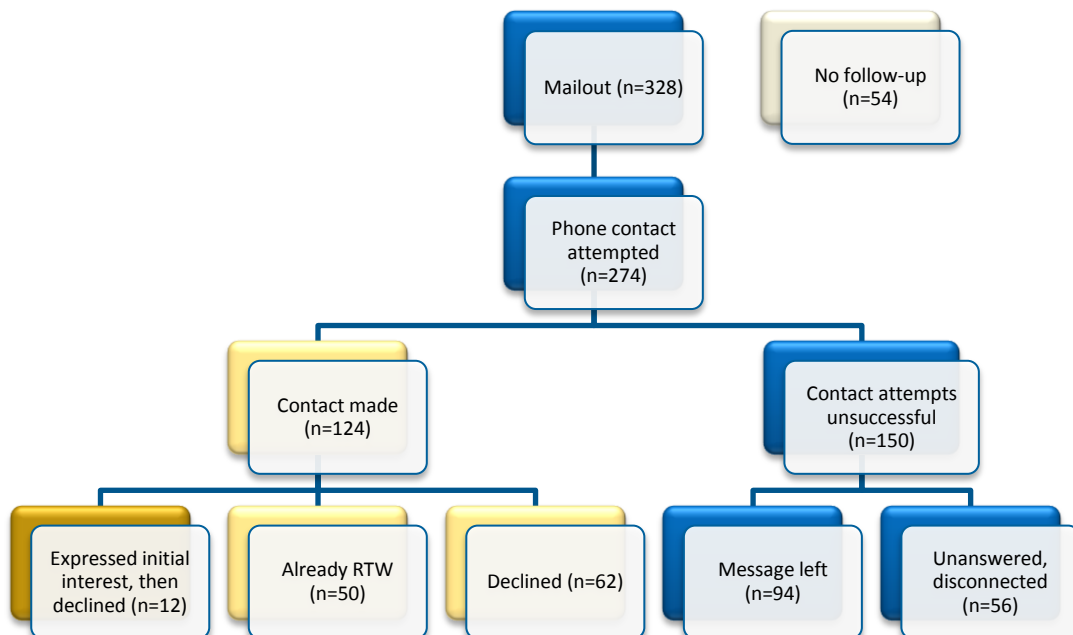 Mailout (n=328)
No follow-up
(n=54)
Phone contact
attempted
(n=274)
Contact made
(n=124)
Contact attempts
unsuccessful
(n=150)
Expressed initial
interest, then
declined (n=12)
Already RTW
(n=50)
Declined (n=62)
Message left
(n=94)
Unanswered,
disconnected
(n=56)